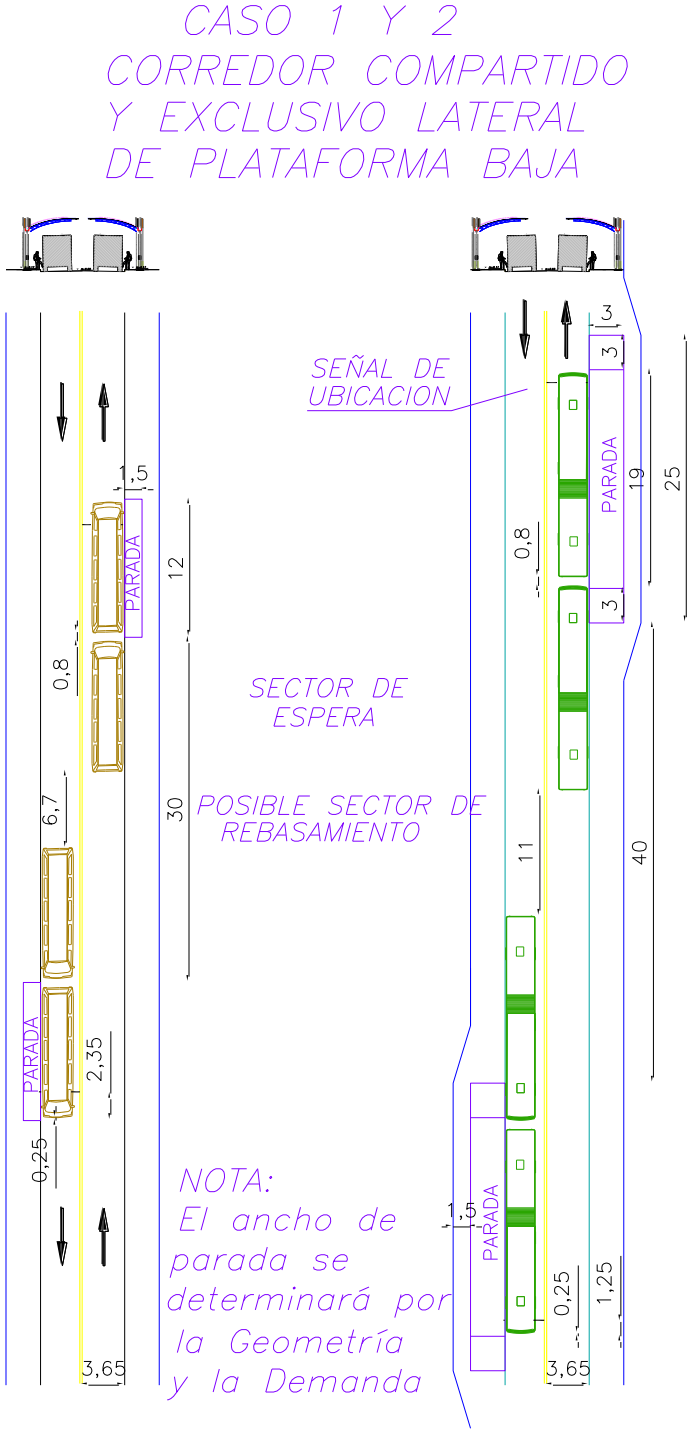 CASO 1 Y 2
CORREDOR COMPARTIDO
Y EXCLUSIVO LATERAL
DE PLATAFORMA BAJA
1,5
PARADA
12
0,8
6,7
30
PARADA
2,35
0,25
3,65
SECTOR DE
ESPERA
POSIBLE SECTOR DE
REBASAMIENTO
NOTA:
El ancho de
parada se
determinará por
la Geometría
y la Demanda
SEÑAL DE
UBICACION
3
3
PARADA
19
25
0,8
3
11
40
1,5
PARADA
0,25
1,25
3,65